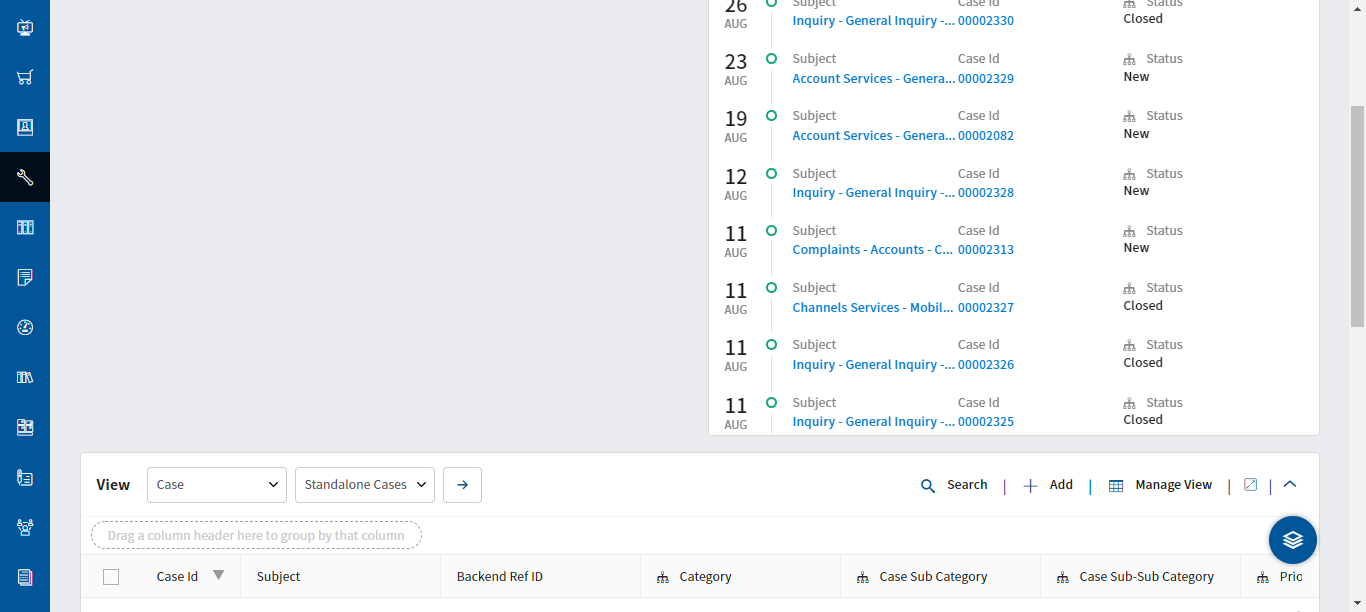 26 Subject Case Id Status
AUG Inquiry - General Inquiry -... 00002330 Closed
23 Subject Case Id Status
AUG Account Services - Genera... 00002329 New
19 Subject Case Id Status
AUG Account Services - Genera... 00002082 New
12 Subject Case Id Status
AUG Inquiry - General Inquiry -... 00002328 New
11 Subject Case Id Status
AUG Complaints - Accounts - C... 00002313 New
11 Subject Case Id Status
AUG Channels Services - Mobil... 00002327 Closed
11 Subject Case Id Status
AUG Inquiry - General Inquiry -... 00002326 Closed
11 Subject Case Id Status
AUG Inquiry - General Inquiry -... 00002325 Closed
View Case Standalone Cases Search | Add | Manage View | |
Drag a column header here to group by that column
Case Id Subject Backend Ref ID Category Case Sub Category Case Sub-Sub Category Prio